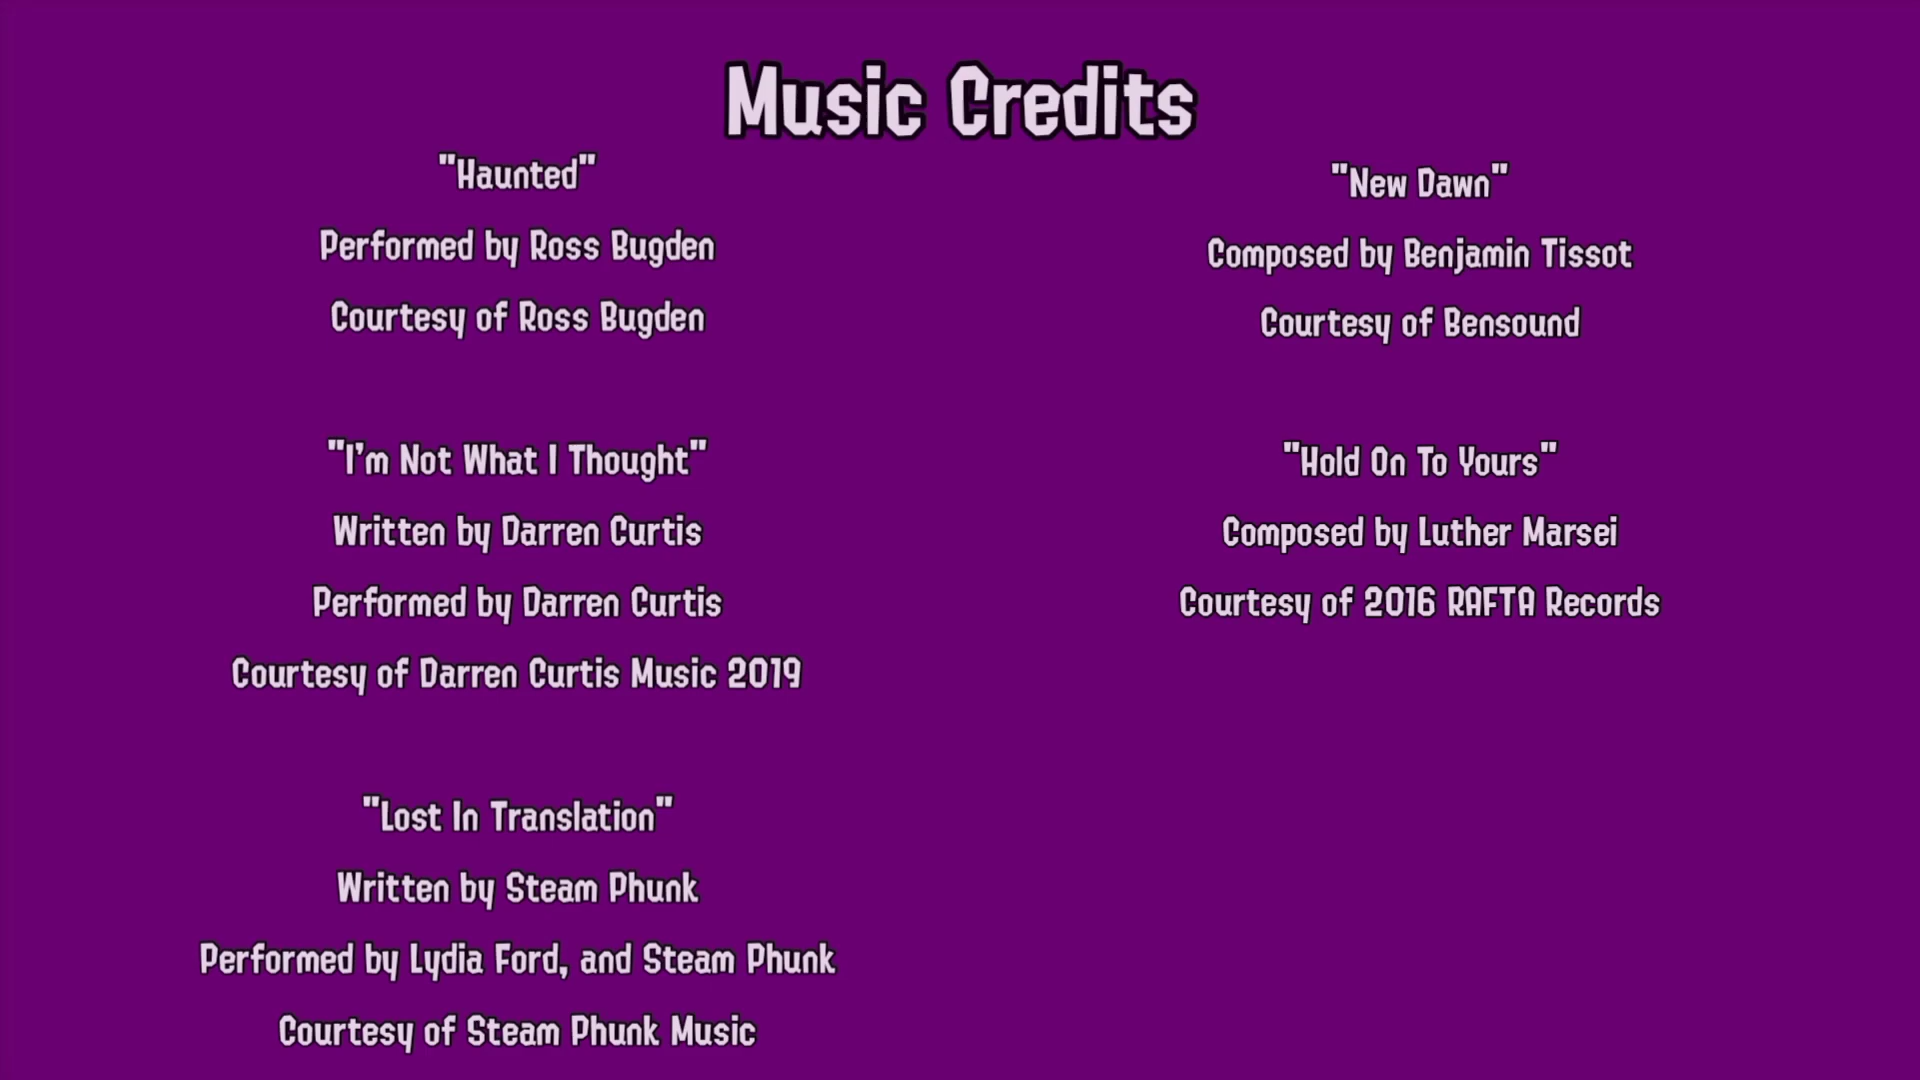 Music Credits
"Haunted"
Performed by Ross Bugden
Courtesy of Ross Bugden
"I'm Not What I Thought"
Written by Darren Curtis
Performed by Darren Curtis
Courtesy of Darren Curtis Music 2019
"Lost In Translation"
Written by Steam Phunk
Performed by Lydia Ford, and Steam Phunk
Courtesy of Steam Phunk Music
"New Dawn"
Composed by Benjamin Tissot
Courtesy of Bensound
"Hold On To Yours"
Composed by Luther Marsei
Courtesy of 2016 RAFTA Records